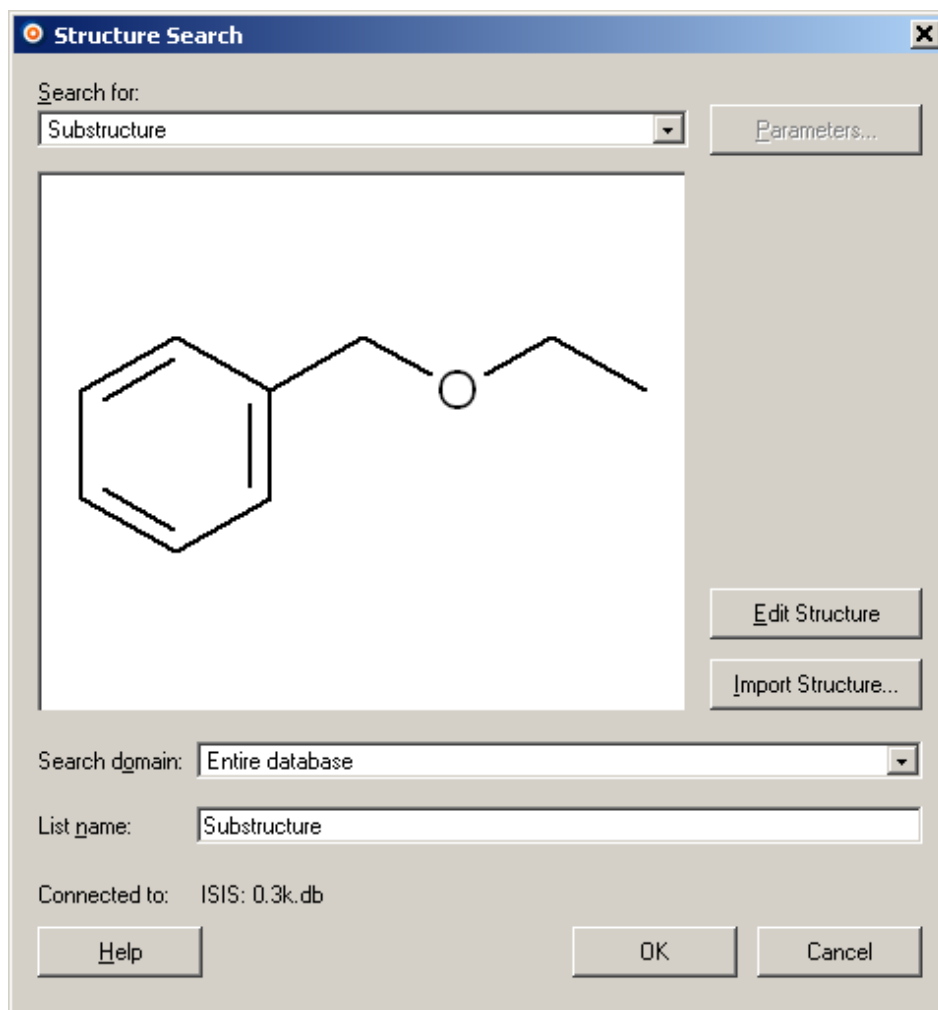 Structure Search
Search for:
Substructure
Parameters...
O
Edit Structure
Import Structure...
Search domain: Entire database
List name: Substructure
Connected to: ISIS: 0.3k.db
Help OK Cancel